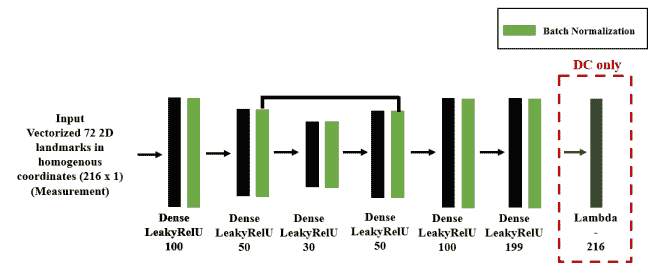 Batch Normalization
DC only
Input
Vectorized 72 2D
landmarks in
homogenous
coordinates (216 x 1)
(Measurement)
Dense
LeakyRelU
100
Dense
LeakyRelU
50
Dense
LeakyRelU
30
Dense
LeakyRelU
50
Dense
LeakyRelU
100
Dense
LeakyRelU
199
Lambda
-
216